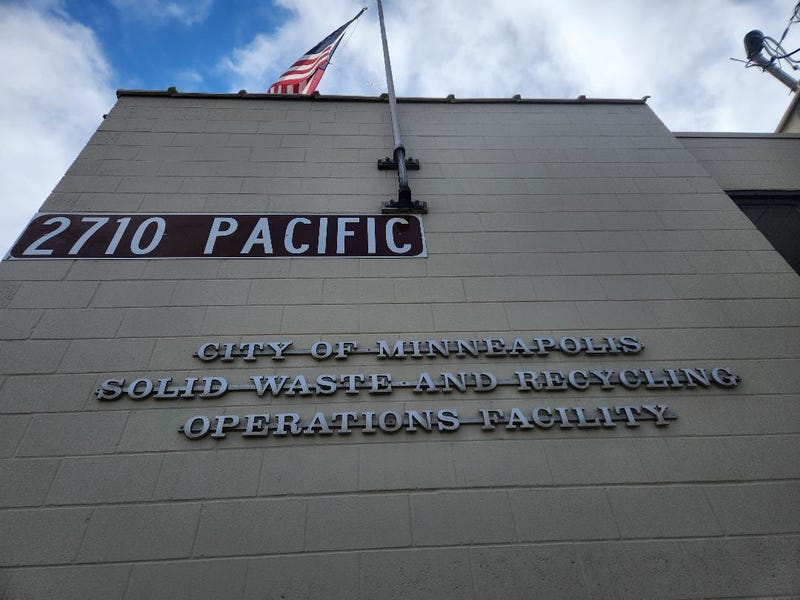 2710 PACIFIC
CITY OF MINNEAPOLIS
SOLID WASTE AND RECYCLING
OPERATIONS FACILITY